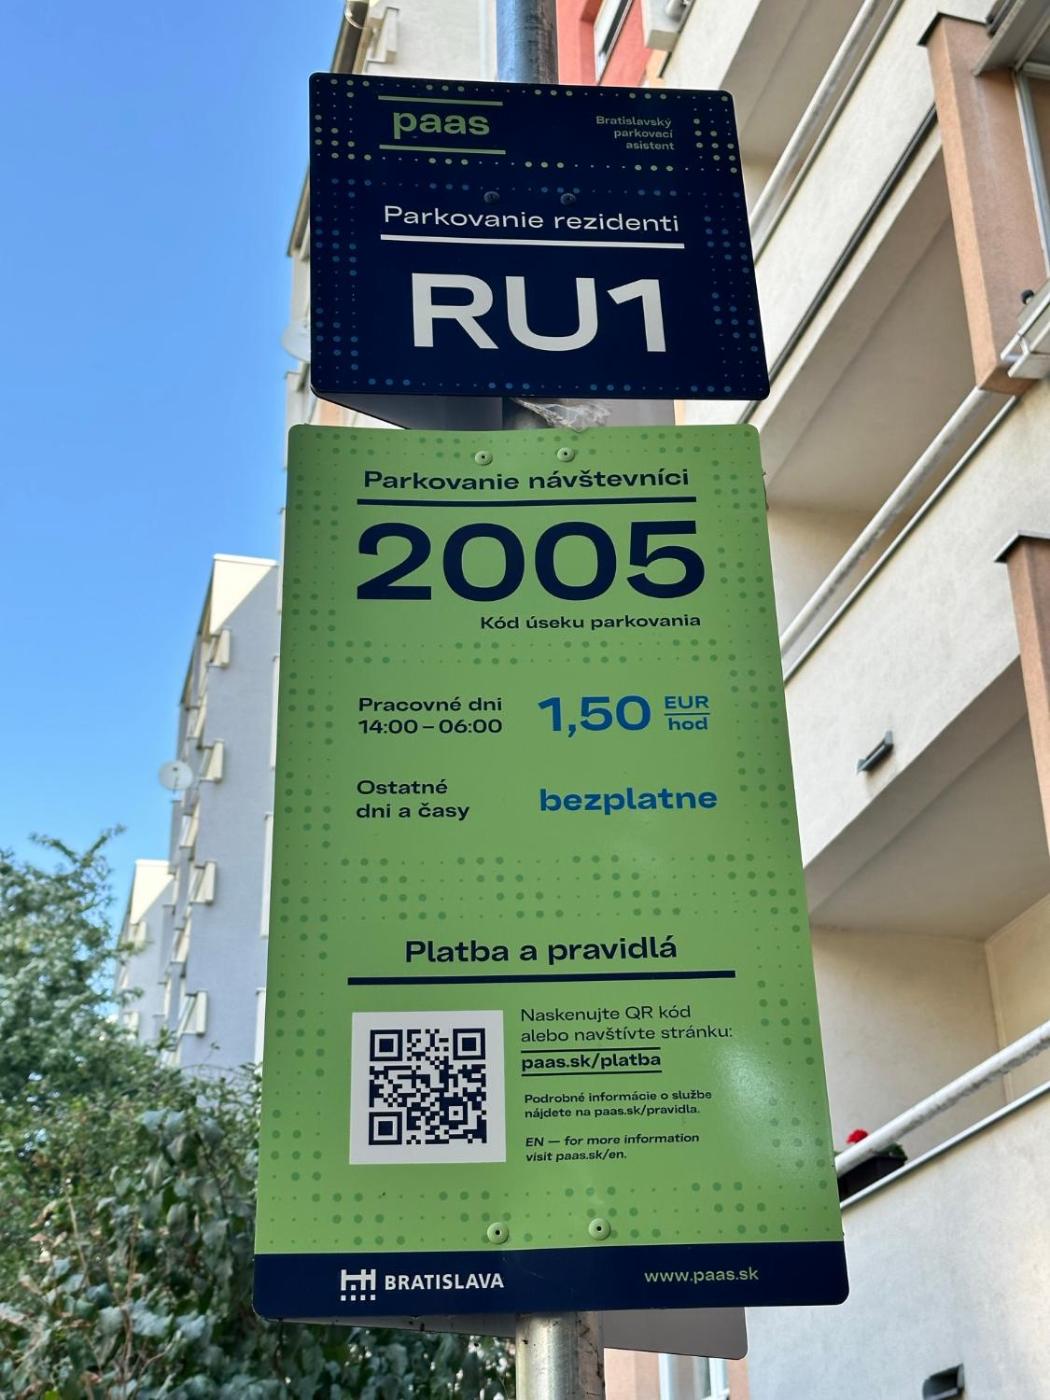 paas
Bratislavský
parkovací
asistent
Parkovanie rezidenti
RU1
Parkovanie návštevníci
2005
Kód úseku parkovania
Pracovné dni
14:00 – 06:00
1,50 EUR
hod
Ostatné
dni a časy
bezplatne
Platba a pravidlá
Naskenujte QR kód
alebo navštívte stránku:
paas.sk/platba
Podrobné informácie o službe
nájdete na paas.sk/pravidla.
EN — for more information
visit paas.sk/en.
BRATISLAVA
www.paas.sk